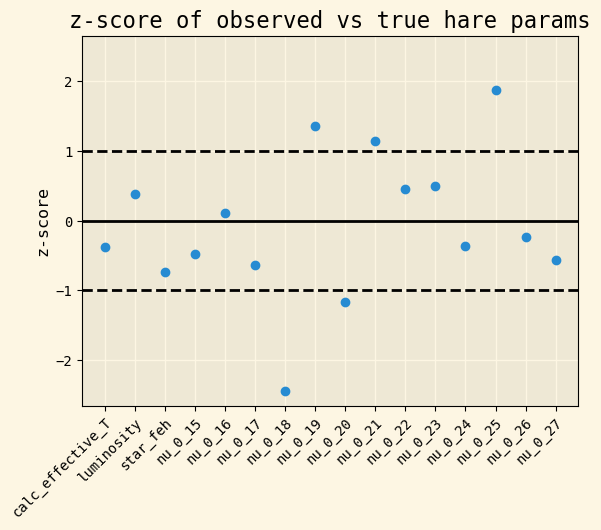 z-score of observed vs true hare params
z-score
2
1
0
−1
−2
calc_effective_T
luminosity
star_feh
nu_0_15
nu_0_16
nu_0_17
nu_0_18
nu_0_19
nu_0_20
nu_0_21
nu_0_22
nu_0_23
nu_0_24
nu_0_25
nu_0_26
nu_0_27